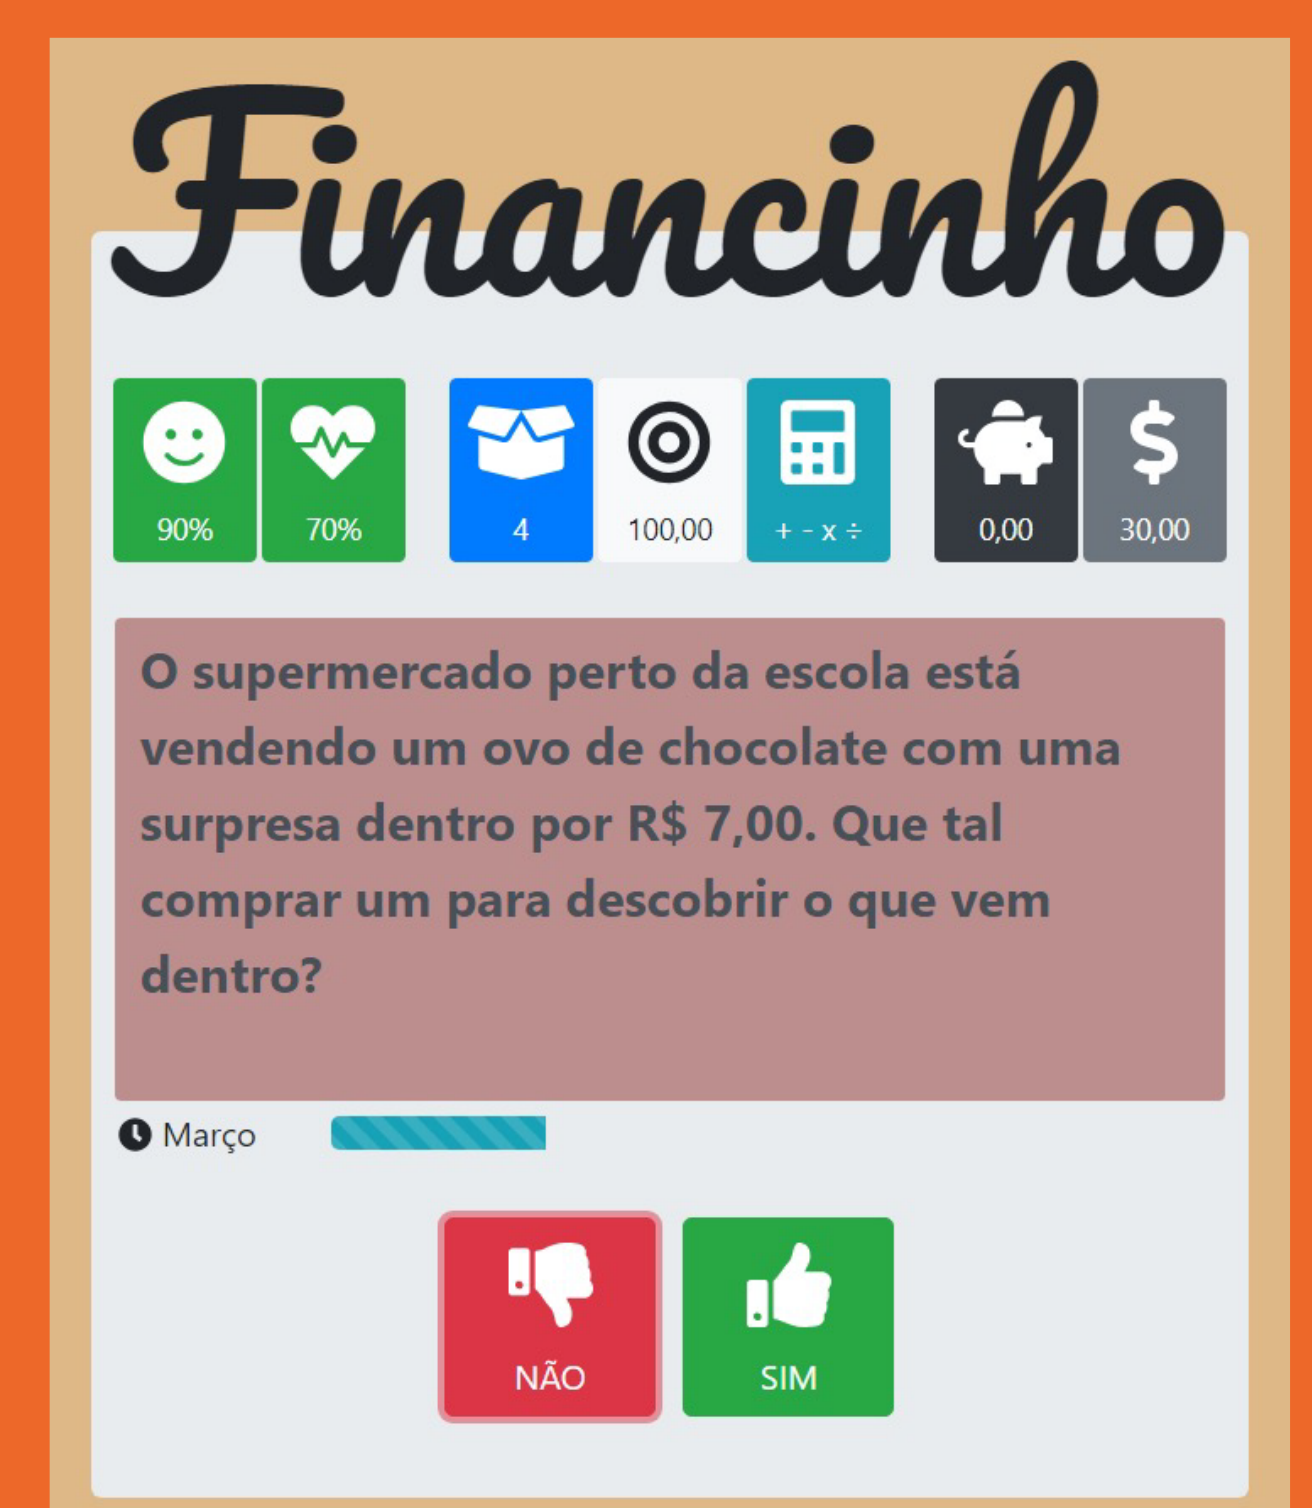 Financinho
90%
70%
4
100,00
+ - x ÷
0,00
30,00
O supermercado perto da escola está
vendendo um ovo de chocolate com uma
surpresa dentro por R$ 7,00. Que tal
comprar um para descobrir o que vem
dentro?
Março
NÃO
SIM